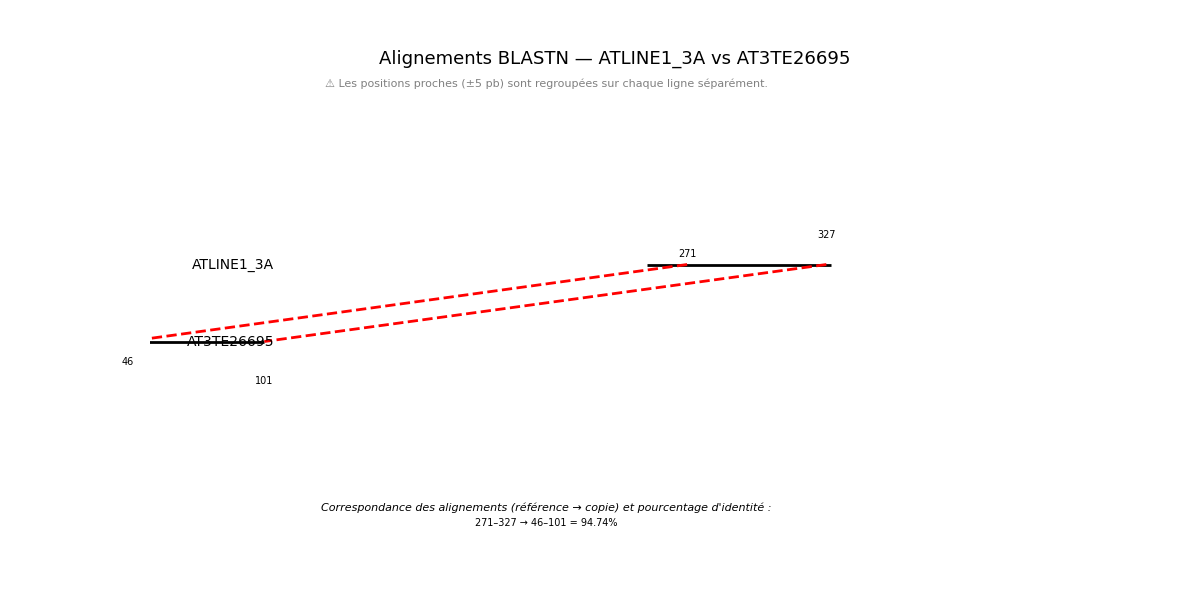 Alignements BLASTN — ATLINE1_3A vs AT3TE26695
⚠ Les positions proches (±5 pb) sont regroupées sur chaque ligne séparément.
327
271
ATLINE1_3A
AT3TE26695
46
101
Correspondance des alignements (référence → copie) et pourcentage d'identité :
271–327 → 46–101 = 94.74%